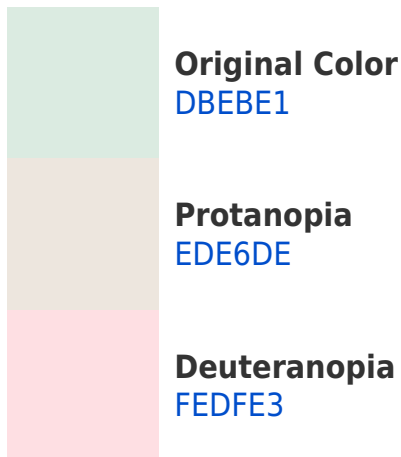 Original Color
DBEBE1
Protanopia
EDE6DE
Deuteranopia
FEDFE3